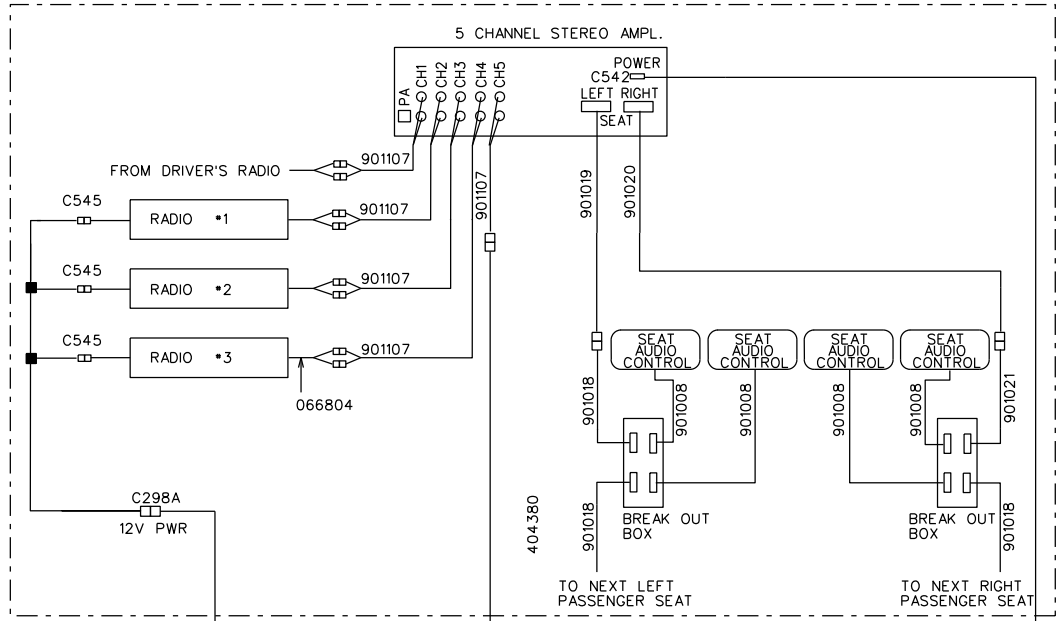 5 CHANNEL STEREO AMPL.
PA
CH1
CH2
CH3
CH4
CH5
POWER
C542
LEFT RIGHT
SEAT
FROM DRIVER'S RADIO
901107
901107
901019
901020
C545
RADIO *1
901107
C545
RADIO *2
901107
C545
RADIO *3
901107
066804
SEAT
AUDIO
CONTROL
SEAT
AUDIO
CONTROL
SEAT
AUDIO
CONTROL
SEAT
AUDIO
CONTROL
901018
901008
901008
901008
901008
901021
C298A
12V PWR
404380
901018
BREAK OUT
BOX
BREAK OUT
BOX
901018
TO NEXT LEFT
PASSENGER SEAT
TO NEXT RIGHT
PASSENGER SEAT